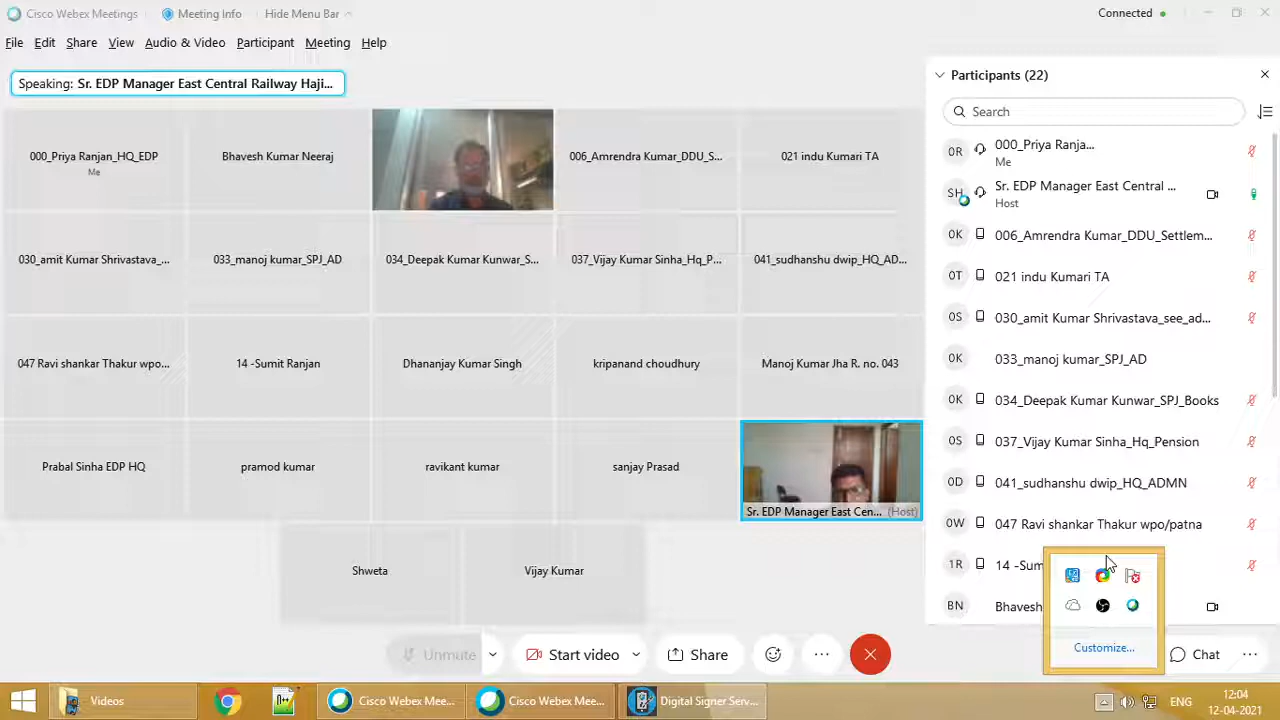 Cisco Webex Meetings
Meeting Info
Hide Menu Bar
Connected
File Edit Share View Audio & Video Participant Meeting Help
Speaking: Sr. EDP Manager East Central Railway Haji...
000_Priya Ranjan_HQ_EDP
Me
Bhavesh Kumar Neeraj
006_Amrendra Kumar_DDU_S...
021 indu Kumari TA
030_amit Kumar Shrivastava_...
033_manoj kumar_SPJ_AD
034_Deepak Kumar Kunwar_S...
037_Vijay Kumar Sinha_Hq_P...
041_sudhanshu dwip_HQ_AD...
047 Ravi shankar Thakur wpo...
14 -Sumit Ranjan
Dhananjay Kumar Singh
kripanand choudhury
Manoj Kumar Jha R. no. 043
Prabal Sinha EDP HQ
pramod kumar
ravikant kumar
sanjay Prasad
Sr. EDP Manager East Cen... (Host)
Shweta
Vijay Kumar
Unmute
Start video
Share
Participants (22)
Search
0R
000_Priya Ranja...
Me
SH
Sr. EDP Manager East Central ...
Host
0K
006_Amrendra Kumar_DDU_Settlem...
0T
021 indu Kumari TA
0S
030_amit Kumar Shrivastava_see_ad...
0K
033_manoj kumar_SPJ_AD
0K
034_Deepak Kumar Kunwar_SPJ_Books
0S
037_Vijay Kumar Sinha_Hq_Pension
0D
041_sudhanshu dwip_HQ_ADMN
0W
047 Ravi shankar Thakur wpo/patna
1R
14 -Sum
BN
Bhavesh
Customize...
Chat
Videos
Cisco Webex Mee...
Cisco Webex Mee...
Digital Signer Serv...
ENG
12:04
12-04-2021